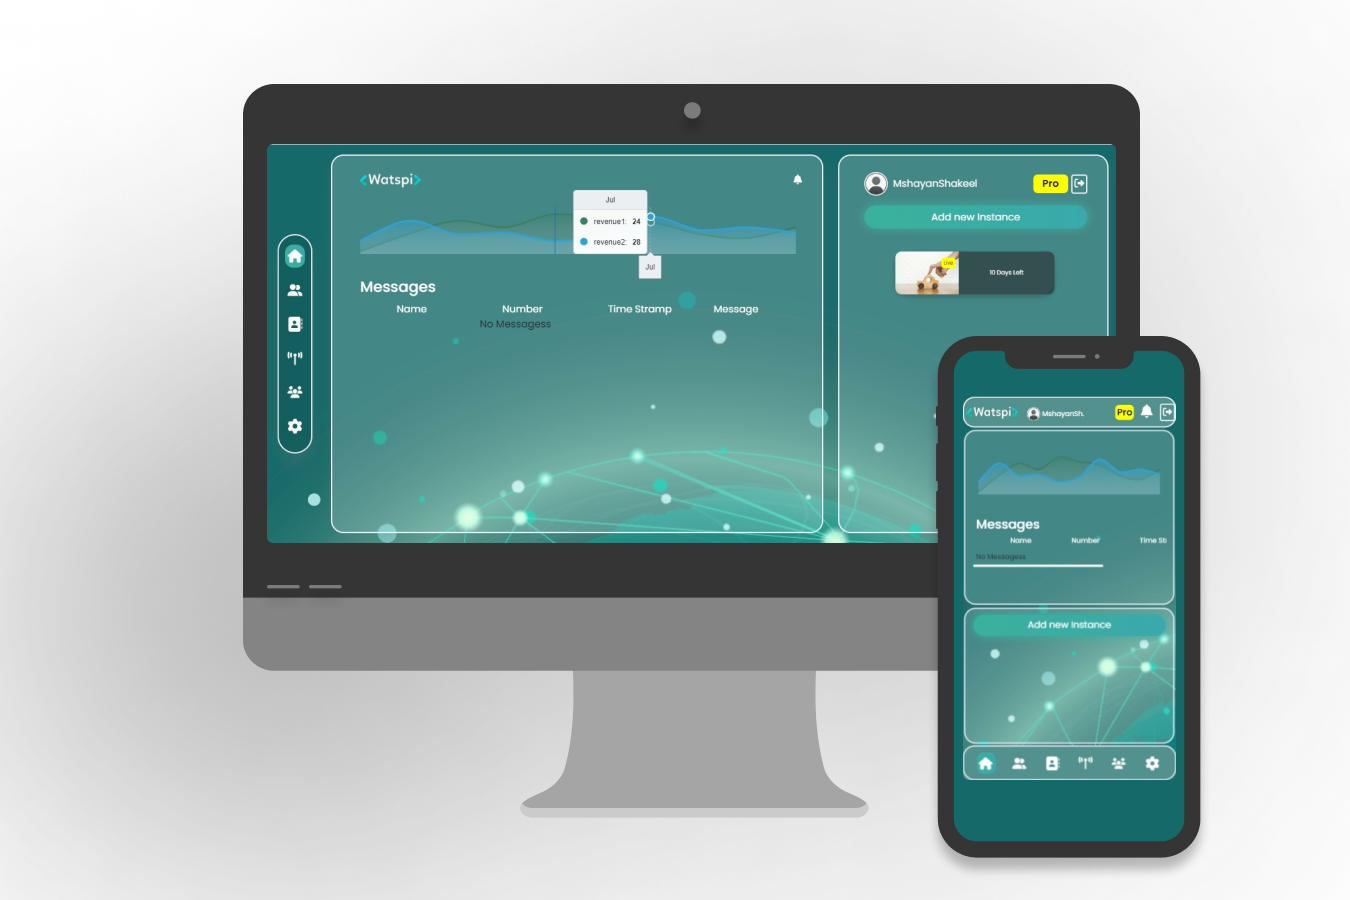 <Watspi>
Jul
revenue1: 24
revenue2: 28
Jul
Messages
Name Number Time Stramp Message
No Messagess
MshayanShakeel Pro
Add new Instance
LIVE
10 Days Left
<Watspi> MshayanSh. Pro
Messages
Name Number Time St
No Messagess
Add new Instance